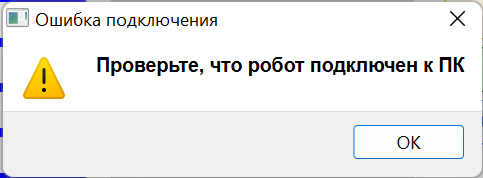 Ошибка подключения
Проверьте, что робот подключен к ПК
OK